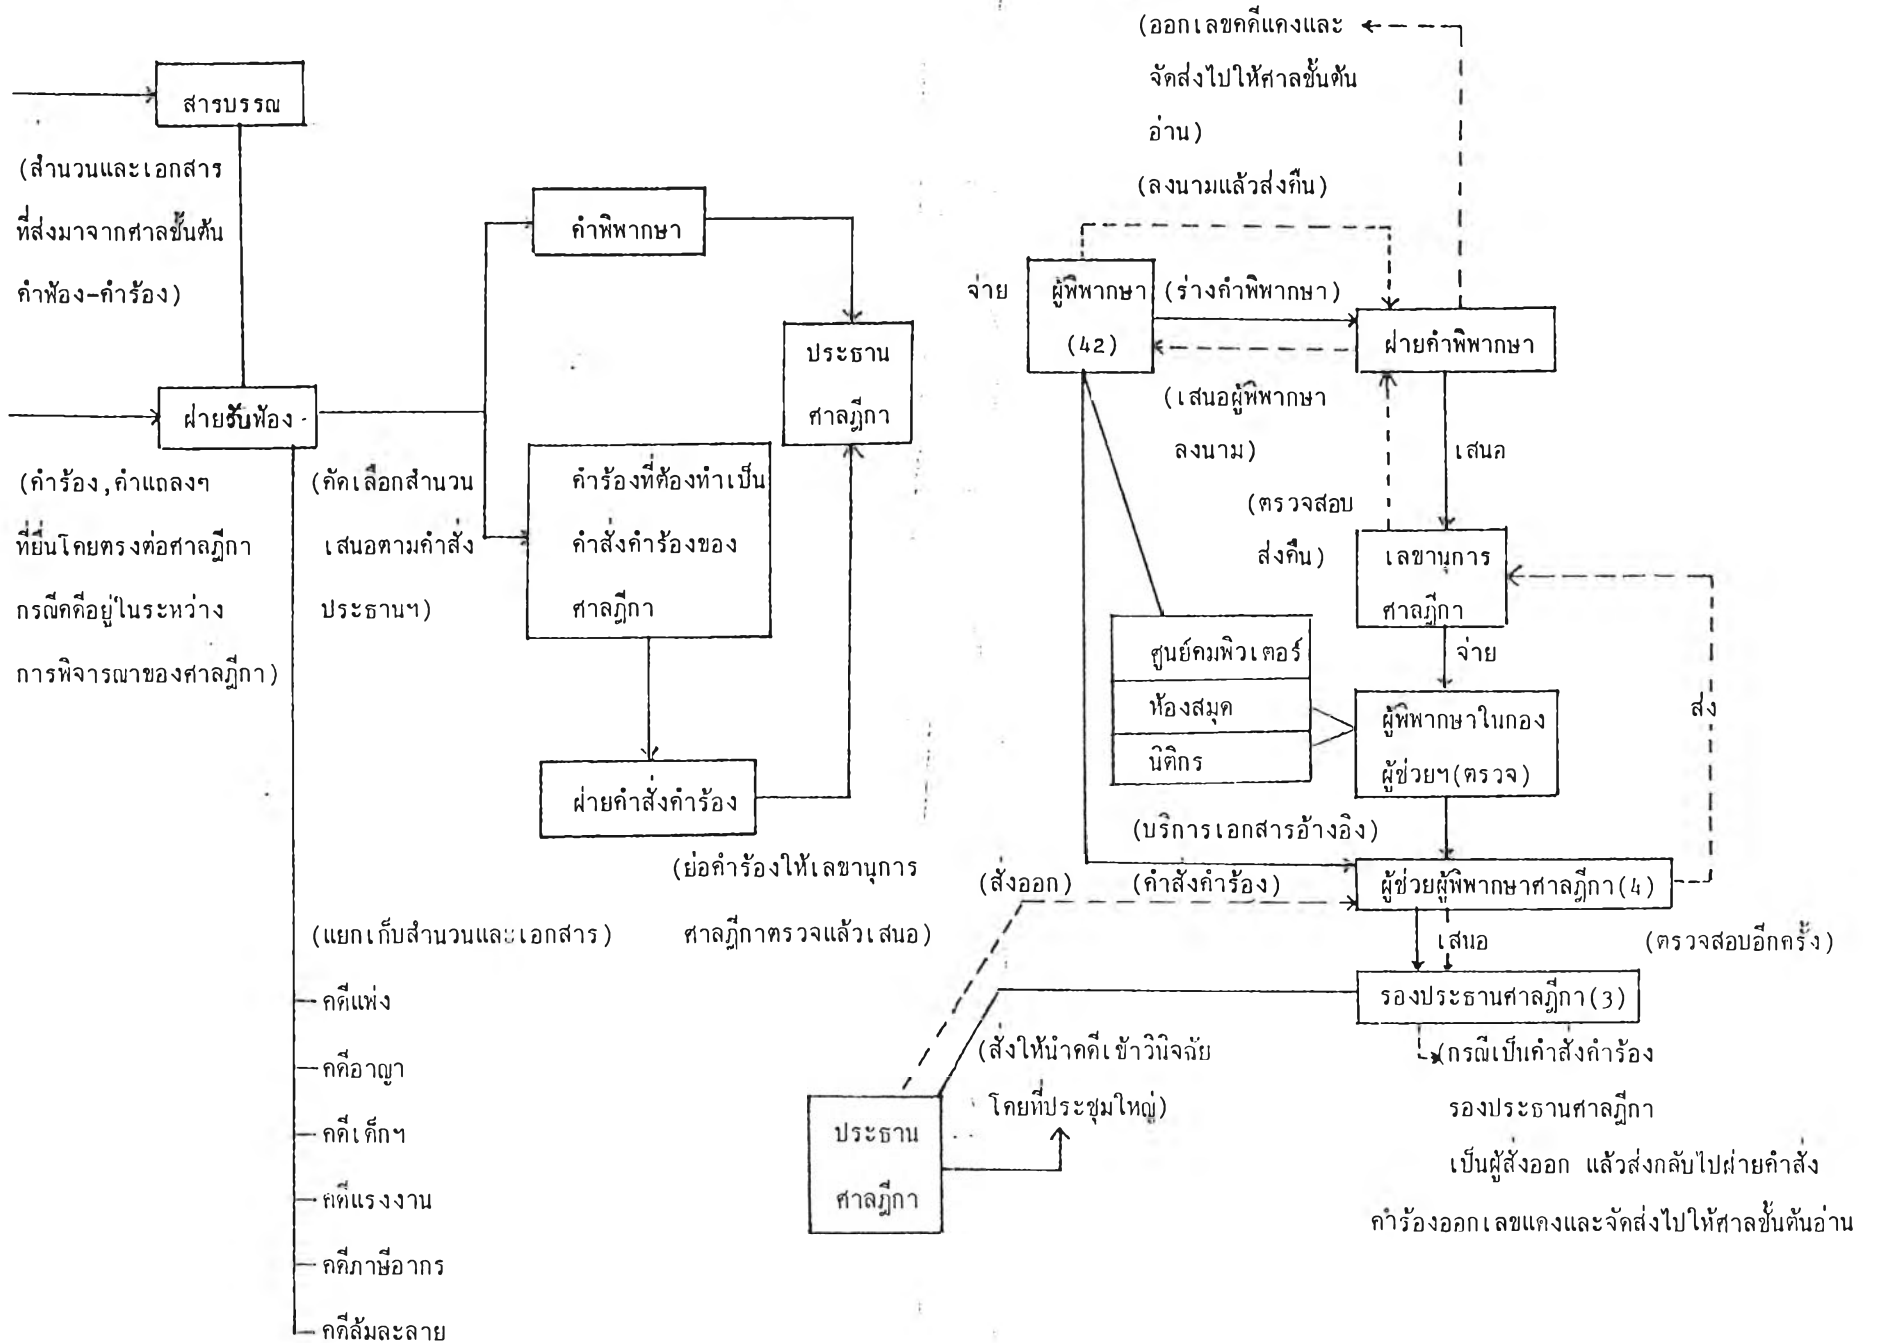 สารบรรณ
(สำนวนและเอกสาร
ที่ส่งมาจากศาลชั้นต้น
คำฟ้อง-คำร้อง)
ฝ่ายรับฟ้อง
(คำร้อง,คำแถลงฯ
ที่ยื่นโดยตรงต่อศาลฎีกา
กรณีคดีอยู่ในระหว่าง
การพิจารณาของศาลฎีกา)
(คัดเลือกสำนวน
เสนอตามคำสั่ง
ประธานฯ)
คำพิพากษา
คำร้องที่ต้องทำเป็น
คำสั่งคำร้องของ
ศาลฎีกา
ประธาน
ศาลฎีกา
ฝ่ายคำสั่งคำร้อง
(ย่อคำร้องให้เลขานุการ
ศาลฎีกาตรวจแล้วเสนอ)
(แยกเก็บสำนวนและเอกสาร)
คดีแพ่ง
คดีอาญา
คดีเด็กฯ
คดีแรงงาน
คดีภาษีอากร
คดีล้มละลาย
(ออกเลขคดีแดงและ
จัดส่งไปให้ศาลชั้นต้น
อ่าน)
(ลงนามแล้วส่งคืน)
จ่าย
ผู้พิพากษา
(42)
(ร่างคำพิพากษา)
ฝ่ายคำพิพากษา
(เสนอผู้พิพากษา
ลงนาม)
เสนอ
(ตรวจสอบ
ส่งคืน)
เลขานุการ
ศาลฎีกา
จ่าย
ศูนย์คมพิวเตอร์
ห้องสมุด
นิติกร
ผู้พิพากษาในกอง
ผู้ช่วยฯ(ตรวจ)
ส่ง
(บริการเอกสารอ้างอิง)
(สั่งออก)
(คำสั่งคำร้อง)
ผู้ช่วยผู้พิพากษาศาลฎีกา(4)
เสนอ
(ตรวจสอบอีกครั้ง)
รองประธานศาลฎีกา(3)
(สั่งให้นำคดีเข้าวินิจฉัย
โดยที่ประชุมใหญ่)
ประธาน
ศาลฎีกา
(กรณีเป็นคำสั่งคำร้อง
รองประธานศาลฎีกา
เป็นผู้สั่งออก แล้วส่งกลับไปฝ่ายคำสั่ง
คำร้องออกเลขแดงและจัดส่งไปให้ศาลชั้นต้นอ่าน